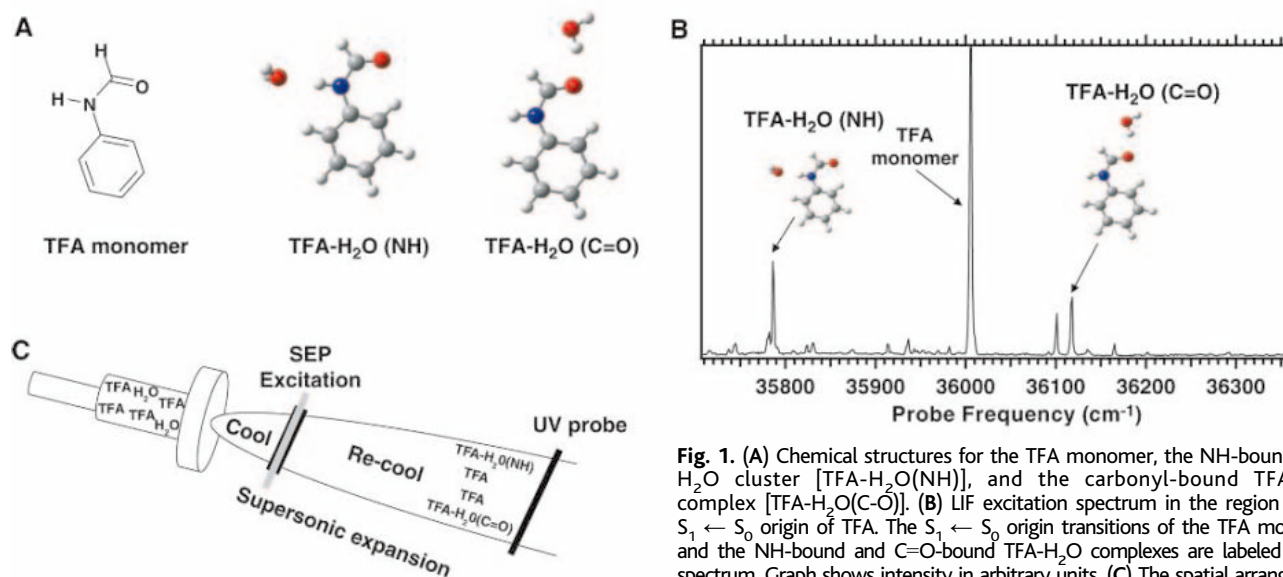 A
H
H
N
O
TFA monomer
TFA-H₂O (NH)
TFA-H₂O (C=O)
B
TFA-H₂O (NH)
TFA
monomer
TFA-H₂O (C=O)
35800 35900 36000 36100 36200 36300
Probe Frequency (cm⁻¹)
C
SEP
Excitation
UV probe
TFA H₂O TFA
TFA TFA H₂O
Cool
Re-cool
TFA-H₂O(NH)
TFA
TFA
TFA-H₂O(C=O)
Supersonic expansion
Fig. 1. (A) Chemical structures for the TFA monomer, the NH-boun
H₂O cluster [TFA-H₂O(NH)], and the carbonyl-bound TFA
complex [TFA-H₂O(C-O)]. (B) LIF excitation spectrum in the region
S₁ ← S₀ origin of TFA. The S₁ ← S₀ origin transitions of the TFA mo
and the NH-bound and C=O-bound TFA-H₂O complexes are labeled
spectrum. Graph shows intensity in arbitrary units. (C) The spatial arrang